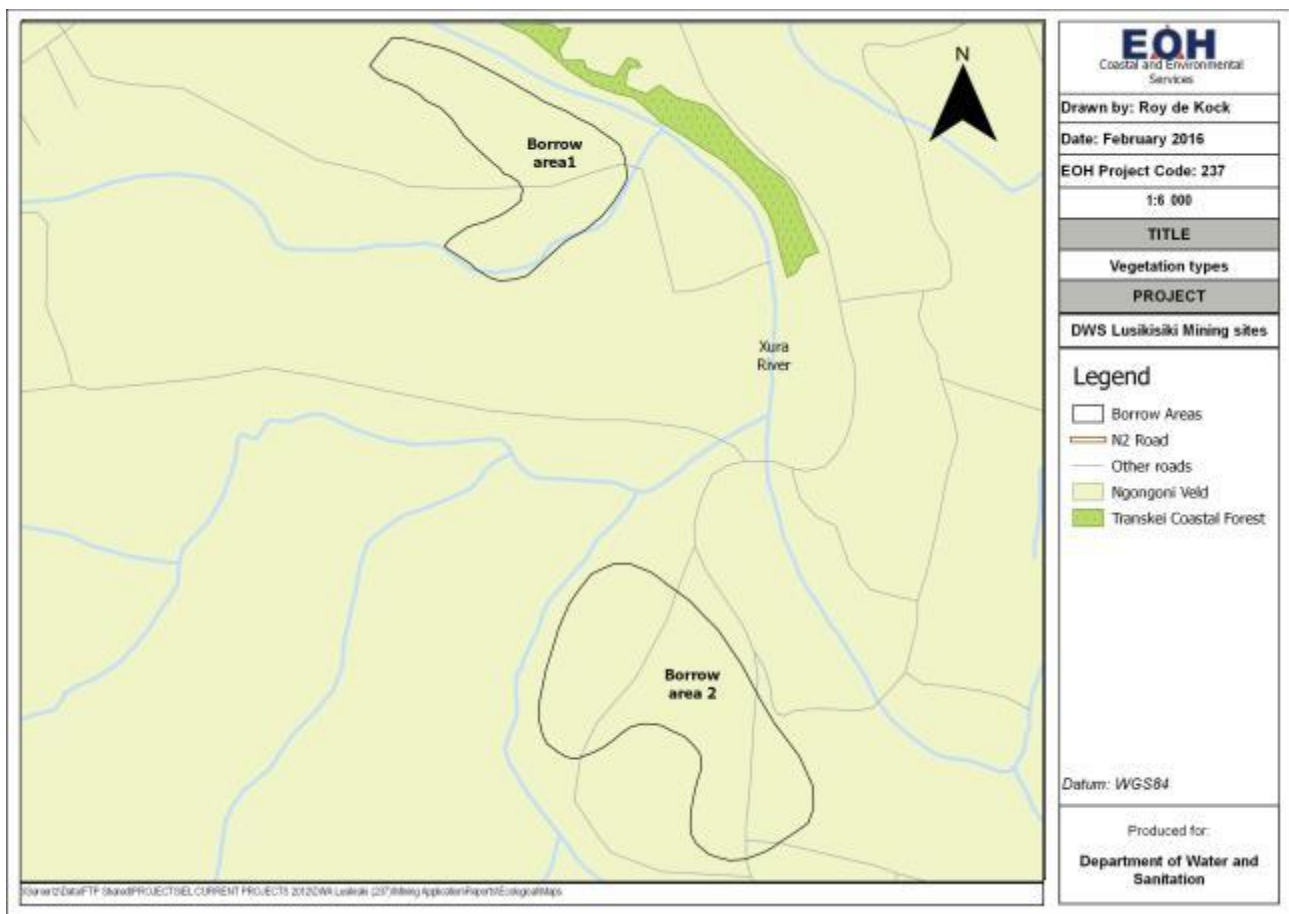 Borrow
area1
N
Xura
River
Borrow
area 2
EOH
Coastal and Environmental
Services
Drawn by: Roy de Kock
Date: February 2016
EOH Project Code: 237
1:6 000
TITLE
Vegetation types
PROJECT
DWS Lusikisiki Mining sites
Legend
Borrow Areas
N2 Road
Other roads
Ngongoni Veld
Transkei Coastal Forest
Datum: WGS84
Produced for:
Department of Water and
Sanitation